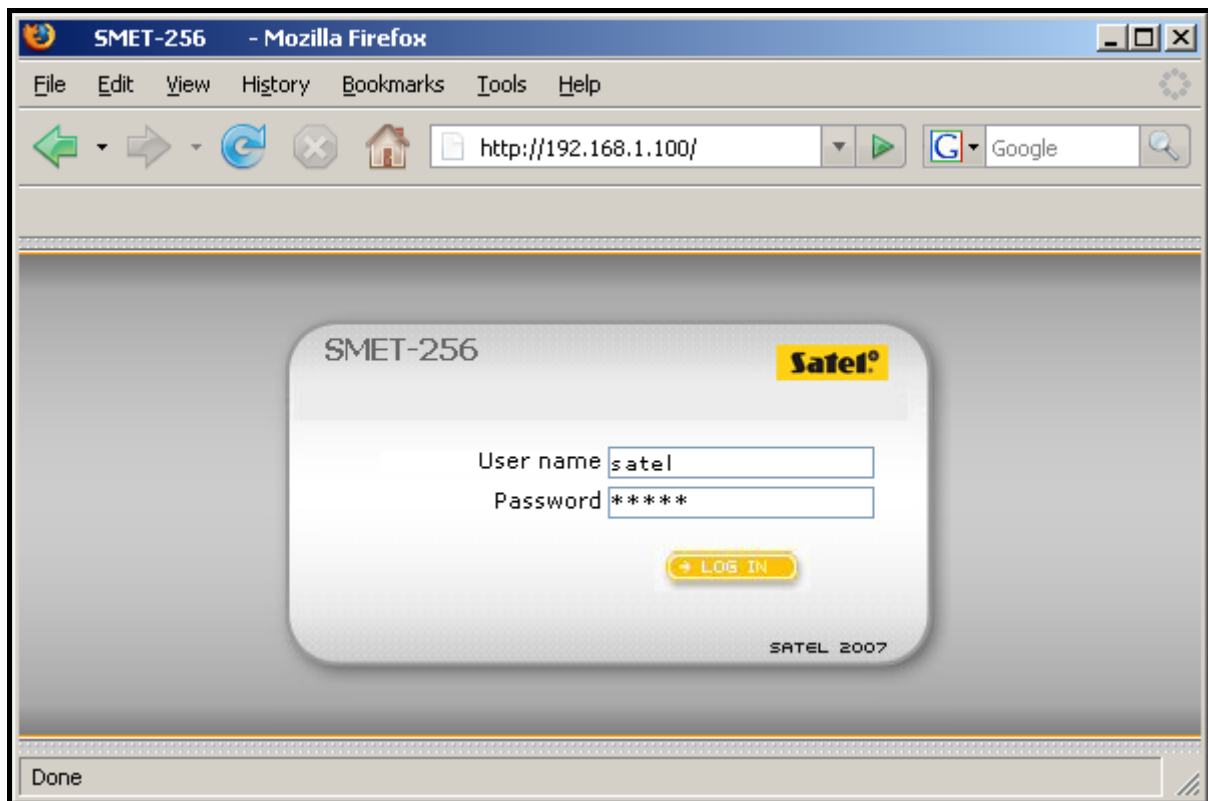 SMET-256 - Mozilla Firefox
File Edit View History Bookmarks Tools Help
http://192.168.1.100/ G Google
SMET-256
Satel®
User name satel
Password *****
LOG IN
SATEL 2007
Done